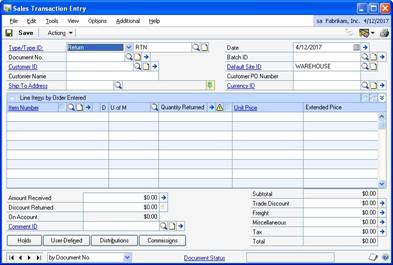 Sales Transaction Entry
File Edit Tools View Options Additional Help sa Fabrikam, Inc. 4/12/2017
Save Actions
Type/Type ID: Return RTN Date 4/12/2017
Document No. Batch ID
Customer ID Default Site ID WAREHOUSE
Customer Name Customer PO Number
Ship To Address Currency ID
Line Items by Order Entered
Item Number D U of M Quantity Returned Unit Price Extended Price
Amount Received $0.00 Subtotal $0.00
Discount Returned $0.00 Trade Discount $0.00
On Account $0.00 Freight $0.00
Comment ID Miscellaneous $0.00
Tax $0.00
Holds User-Defined Distributions Commissions Total $0.00
by Document No. Document Status